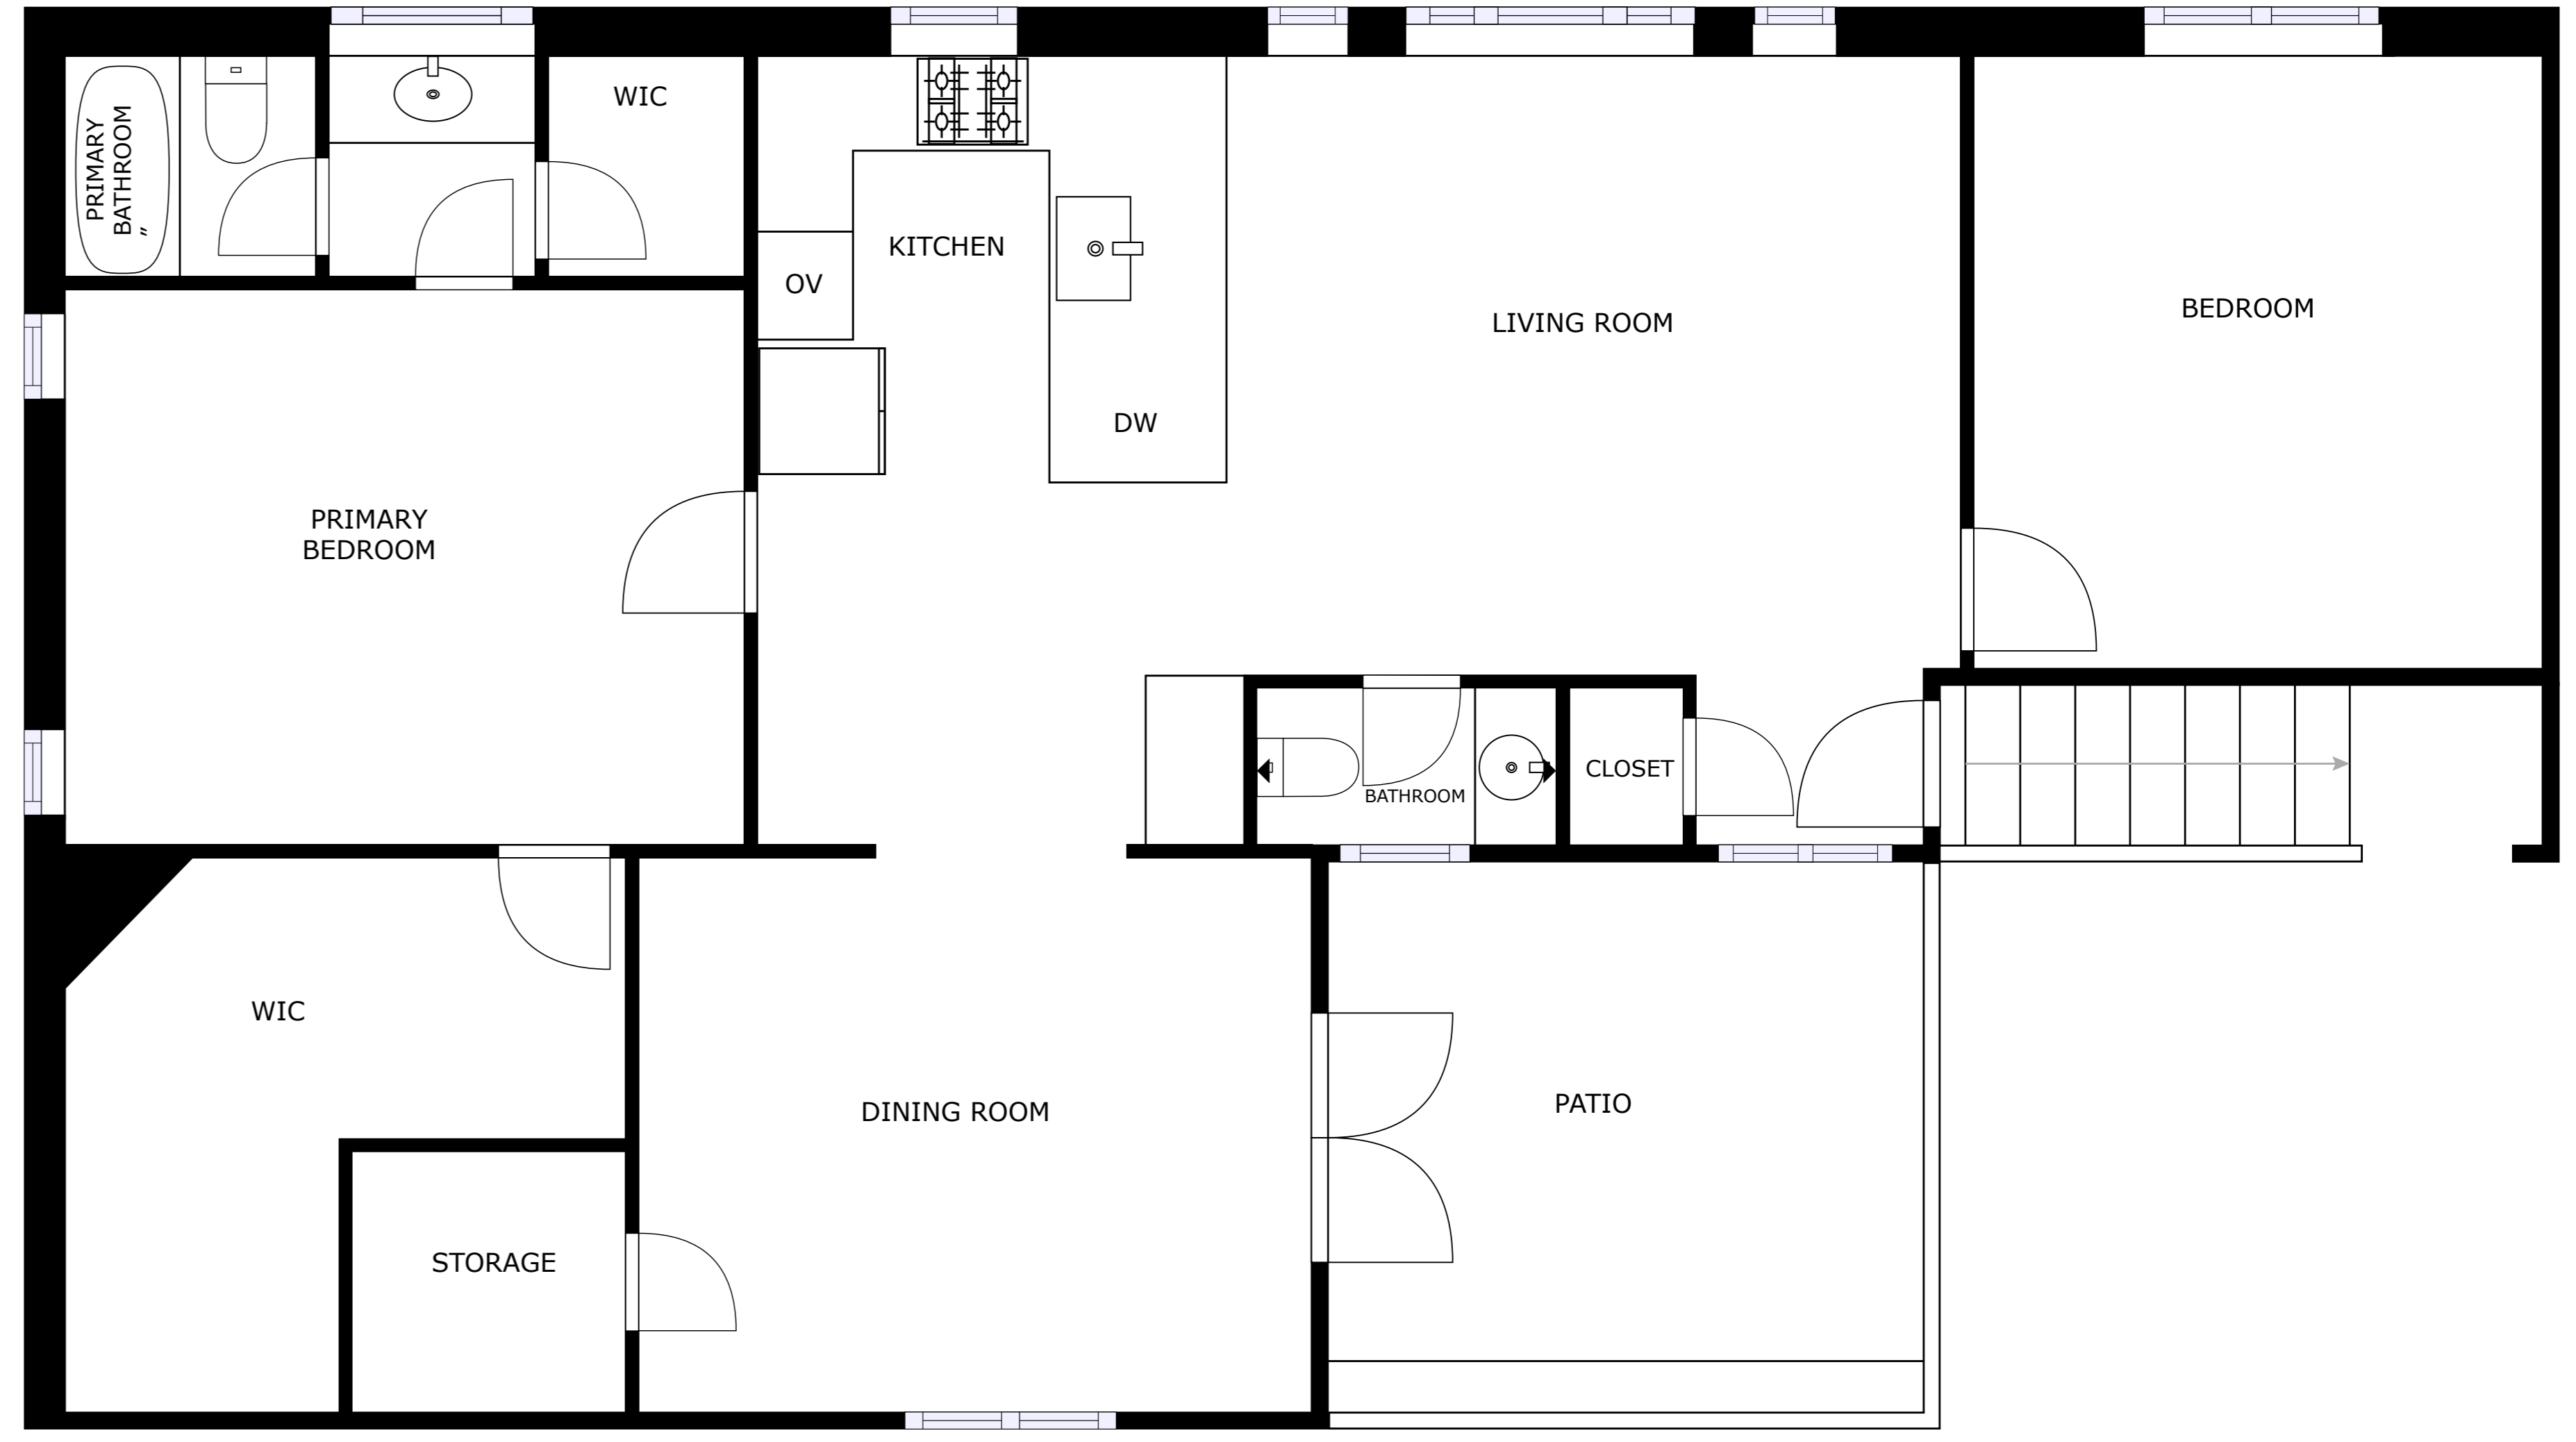 PRIMARY
BATHROOM
„
WIC
KITCHEN
OV
DW
LIVING ROOM
BEDROOM
PRIMARY
BEDROOM
BATHROOM
CLOSET
WIC
DINING ROOM
PATIO
STORAGE